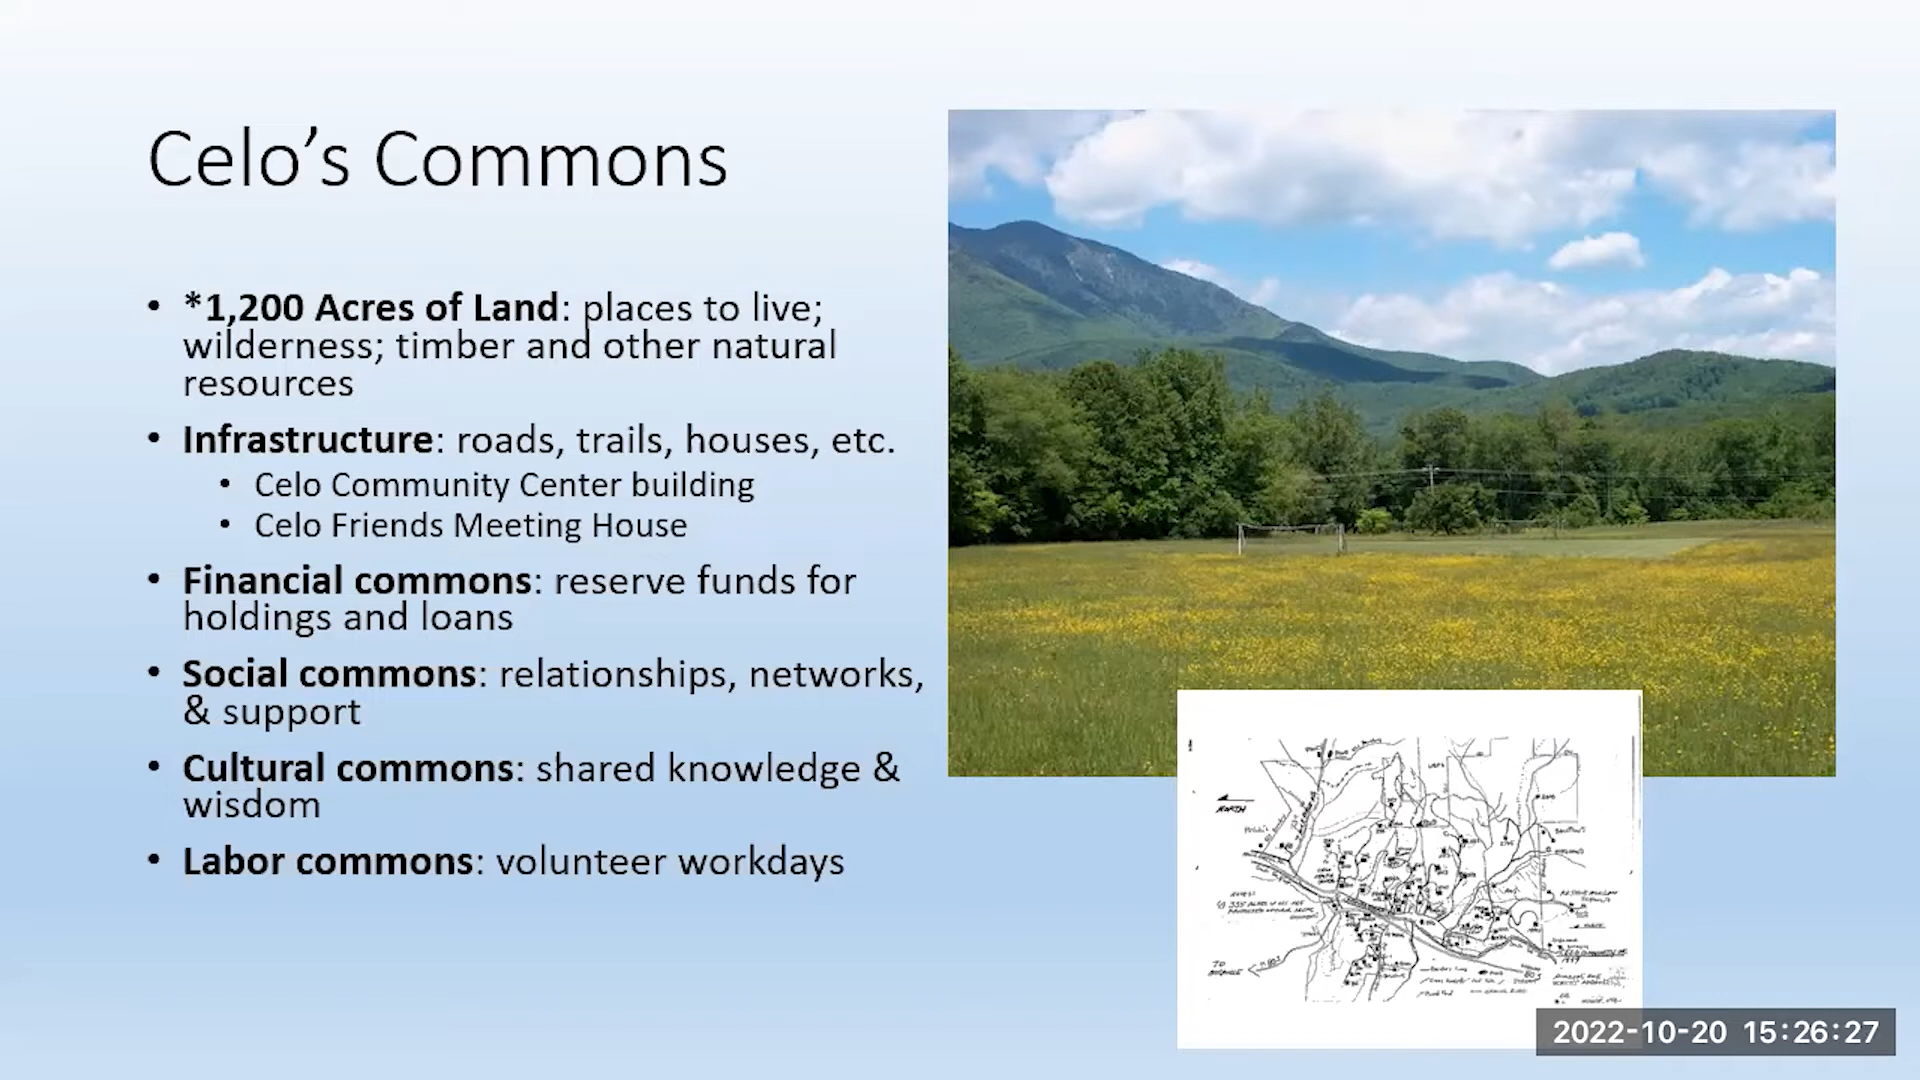 Celo’s Commons
• *1,200 Acres of Land: places to live;
wilderness; timber and other natural
resources
• Infrastructure: roads, trails, houses, etc.
• Celo Community Center building
• Celo Friends Meeting House
• Financial commons: reserve funds for
holdings and loans
• Social commons: relationships, networks,
& support
• Cultural commons: shared knowledge &
wisdom
• Labor commons: volunteer workdays
NORTH
TO
2022-10-20 15:26:27